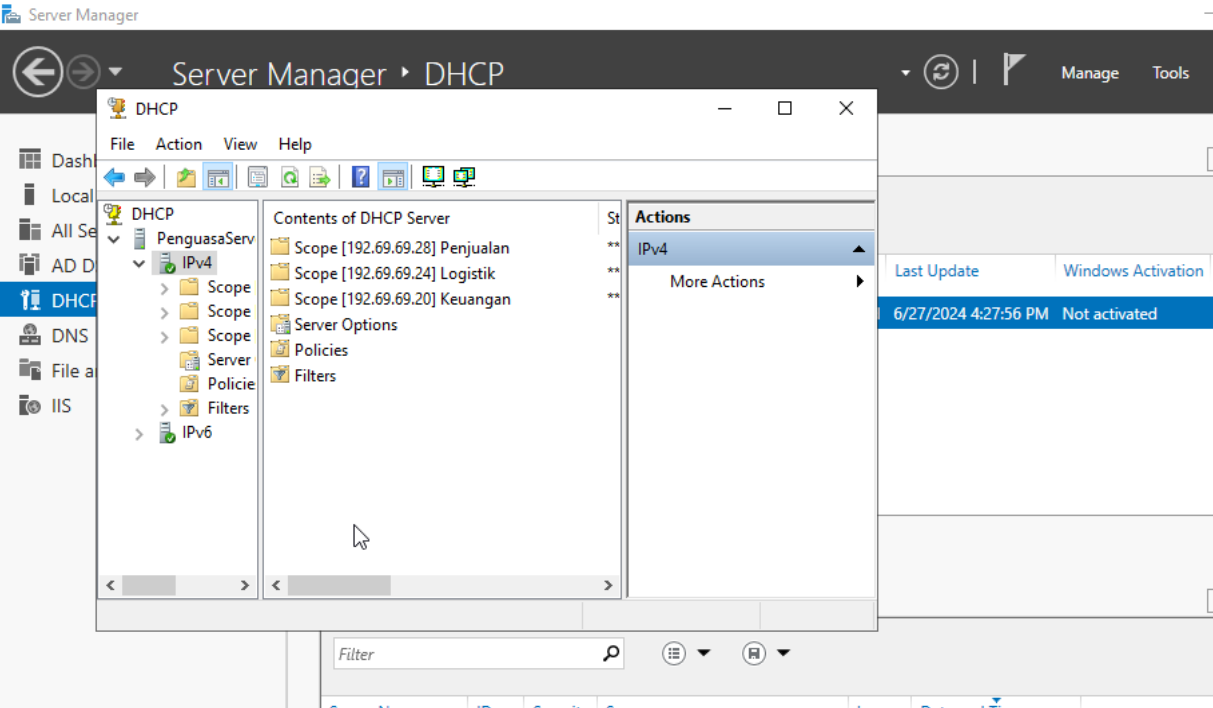 Server Manager
Server Manager ‣ DHCP
Manage Tools
DHCP
File Action View Help
Local
All Se
AD D
DHCP
DNS
File a
IIS
DHCP
PenguasaServ
IPv4
Scope
Scope
Scope
Server
Policie
Filters
IPv6
Contents of DHCP Server St
Scope [192.69.69.28] Penjualan **
Scope [192.69.69.24] Logistik **
Scope [192.69.69.20] Keuangan **
Server Options
Policies
Filters
Actions
IPv4
More Actions
Last Update Windows Activation
6/27/2024 4:27:56 PM Not activated
Filter